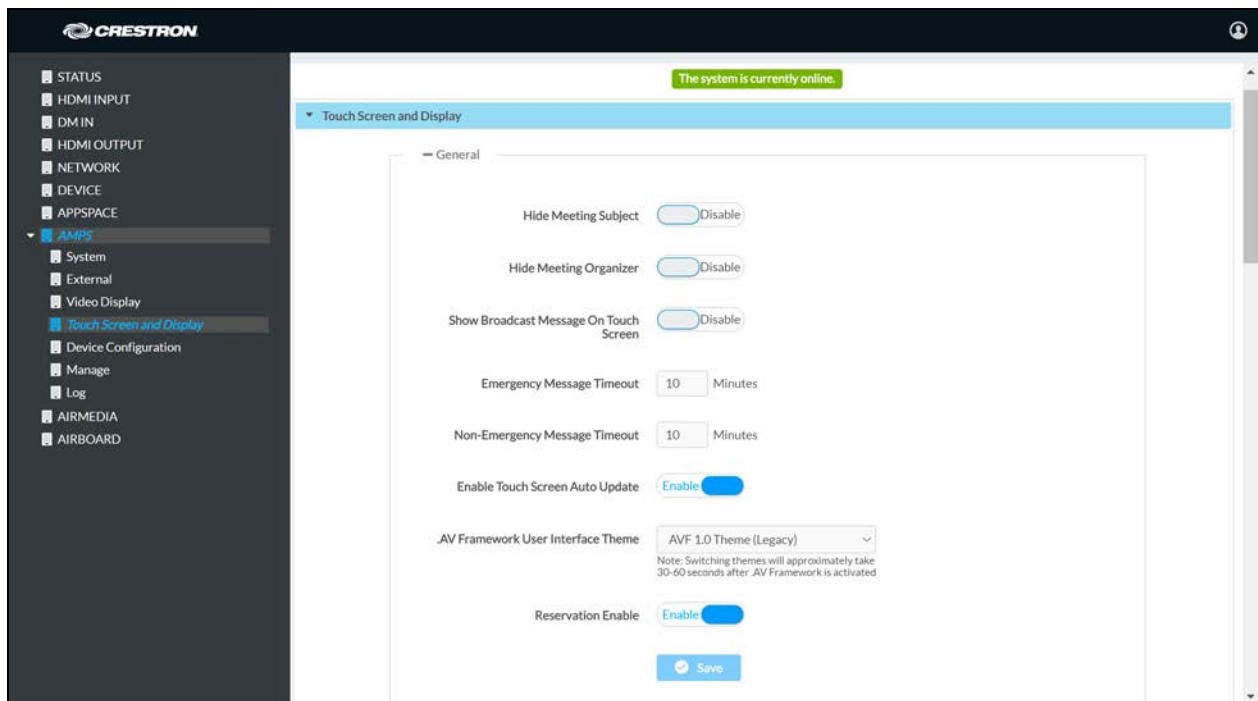 CRESTRON
STATUS
HDMI INPUT
DM IN
HDMI OUTPUT
NETWORK
DEVICE
APPSPACE
AMPS
System
External
Video Display
Touch Screen and Display
Device Configuration
Manage
Log
AIRMEDIA
AIRBOARD
The system is currently online.
Touch Screen and Display
General
Hide Meeting Subject Disable
Hide Meeting Organizer Disable
Show Broadcast Message On Touch
Screen Disable
Emergency Message Timeout 10 Minutes
Non-Emergency Message Timeout 10 Minutes
Enable Touch Screen Auto Update Enable
.AV Framework User Interface Theme AVF 1.0 Theme (Legacy)
Note: Switching themes will approximately take
30-60 seconds after .AV Framework is activated
Reservation Enable Enable
Save